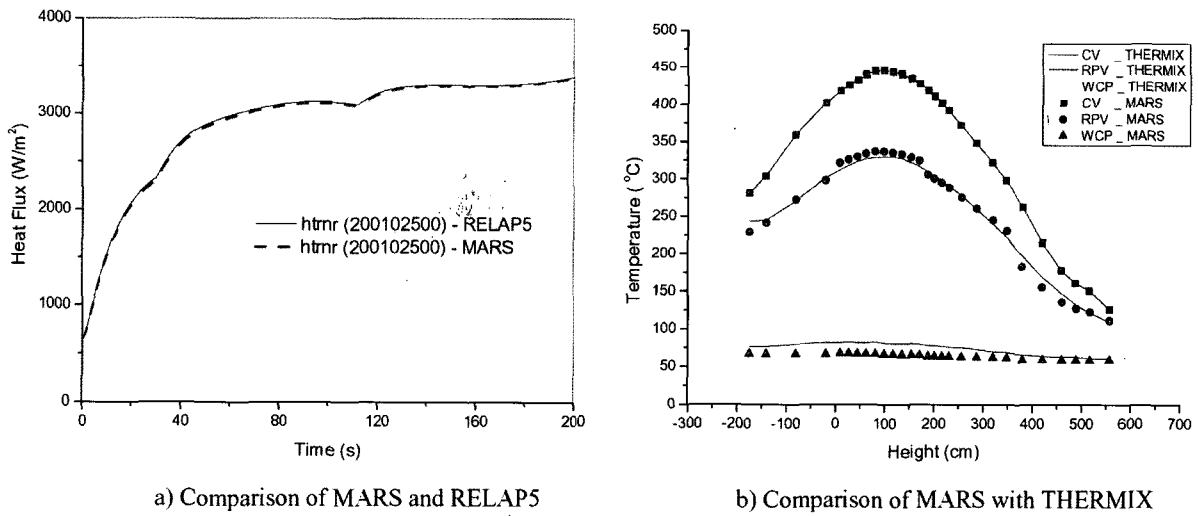 4000
3000
2000
1000
0
Heat Flux (W/m²)
htrnr (200102500) - RELAP5
htrnr (200102500) - MARS
0 40 80 120 160 200
Time (s)
a) Comparison of MARS and RELAP5
500
450
400
350
300
250
200
150
100
50
0
Temperature (°C)
CV _ THERMIX
RPV _ THERMIX
WCP _ THERMIX
CV _ MARS
RPV _ MARS
WCP _ MARS
-300 -200 -100 0 100 200 300 400 500 600 700
Height (cm)
b) Comparison of MARS with THERMIX